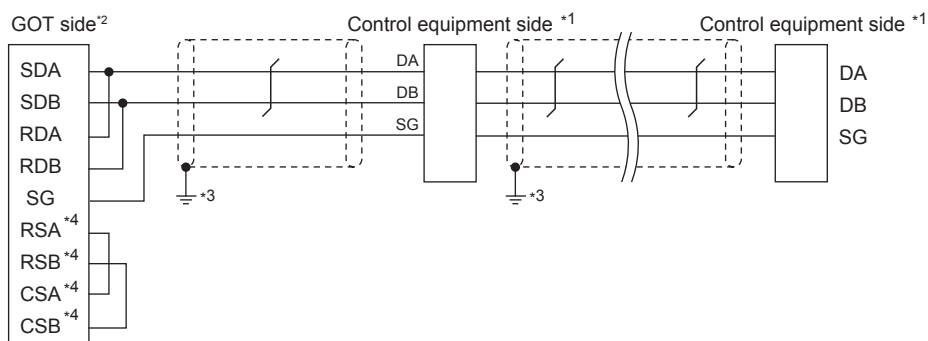 GOT side*2
Control equipment side *1
Control equipment side *1
SDA
DA
DA
SDB
DB
DB
RDA
SG
SG
RDB
SG
*3
*3
RSA*4
RSB*4
CSA*4
CSB*4